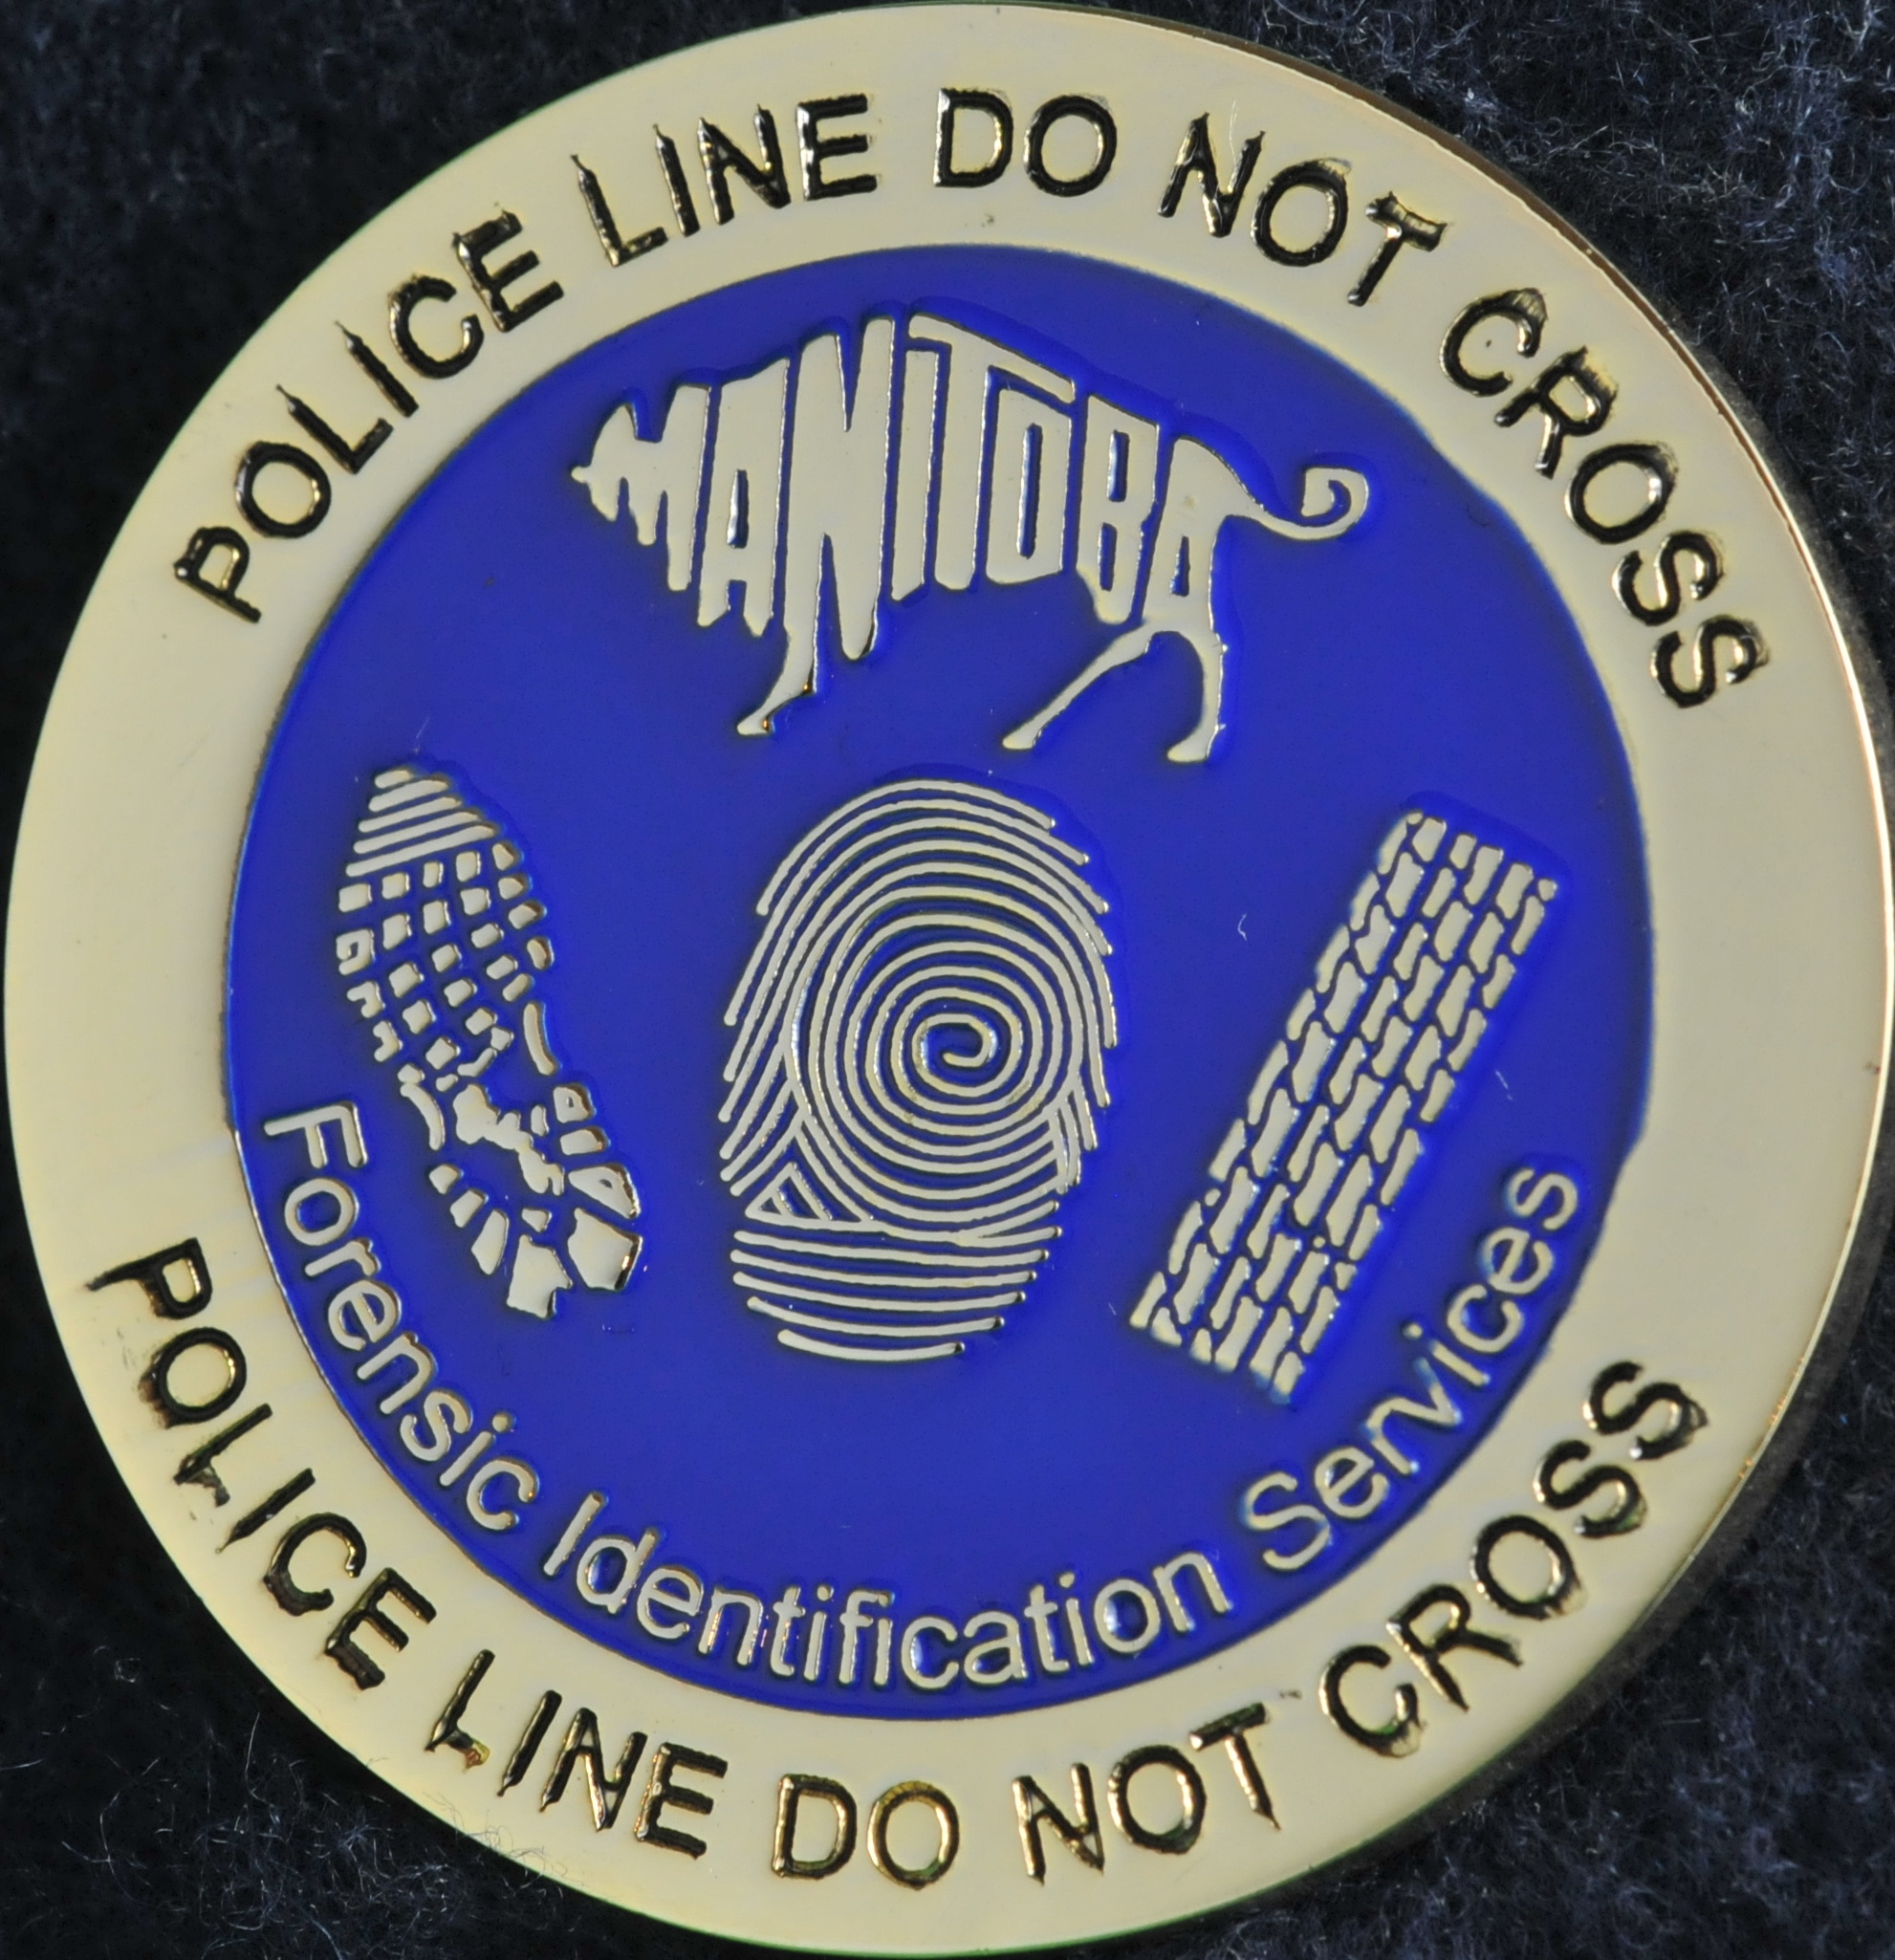 POLICE LINE DO NOT CROSS
MANITOBA
Forensic Identification Services
POLICE LINE DO NOT CROSS